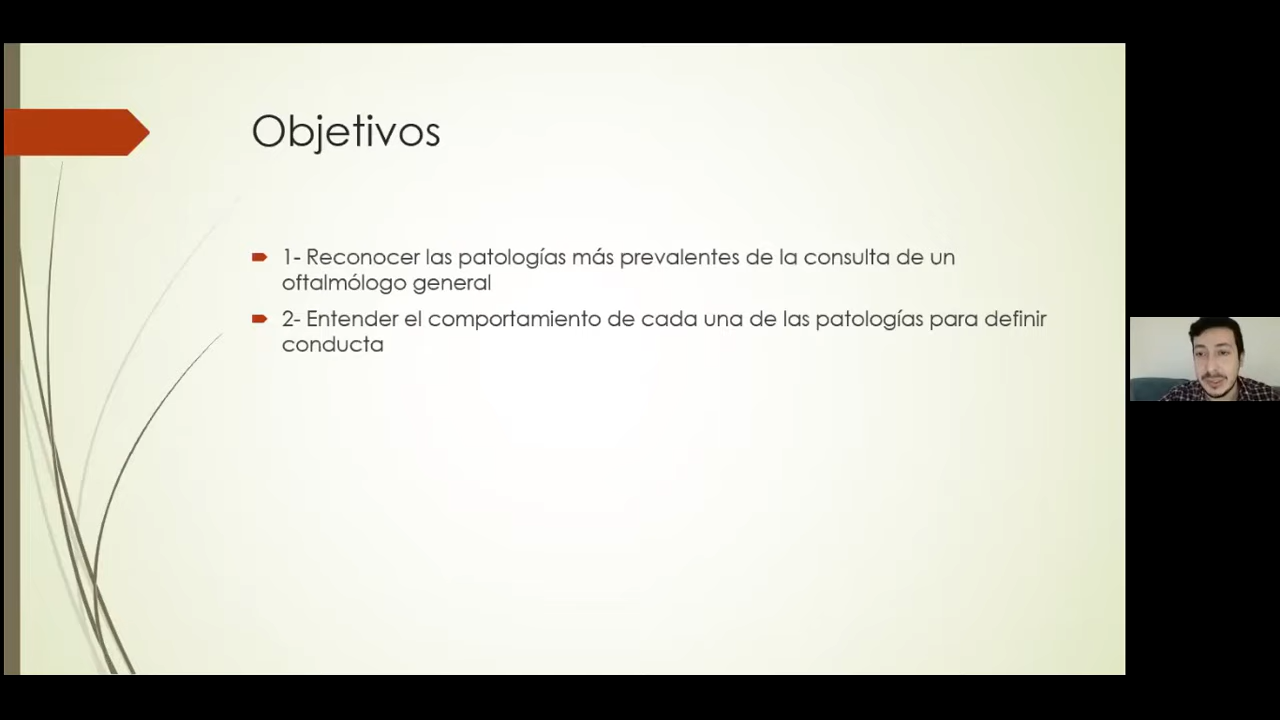 Objetivos
1- Reconocer las patologías más prevalentes de la consulta de un
oftalmólogo general
2- Entender el comportamiento de cada una de las patologías para definir
conducta